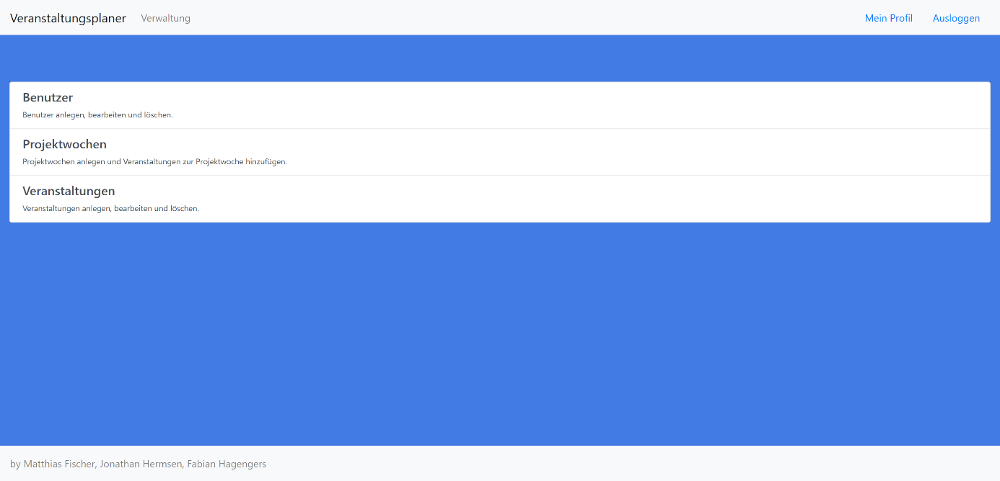 Veranstaltungsplaner Verwaltung Mein Profil Ausloggen
Benutzer
Benutzer anlegen, bearbeiten und löschen.
Projektwochen
Projektwochen anlegen und Veranstaltungen zur Projektwoche hinzufügen.
Veranstaltungen
Veranstaltungen anlegen, bearbeiten und löschen.
by Matthias Fischer, Jonathan Hermsen, Fabian Hagengers